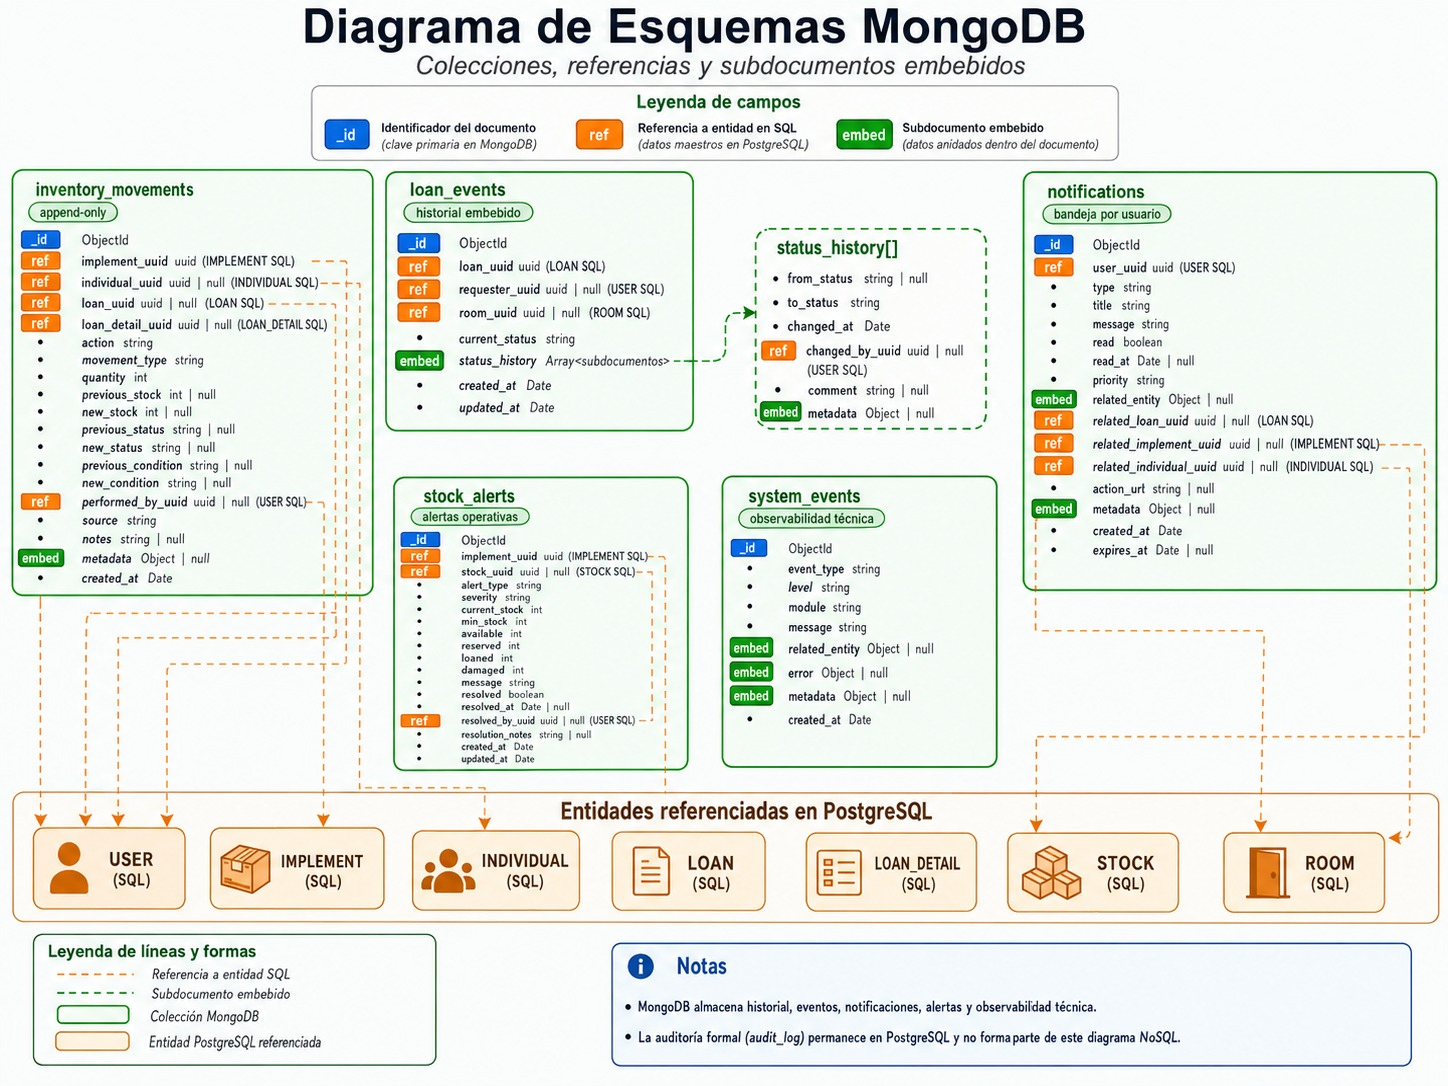 Diagrama de Esquemas MongoDB
Colecciones, referencias y subdocumentos embebidos
Leyenda de campos
_id Identificador del documento
(clave primaria en MongoDB)
ref Referencia a entidad en SQL
(datos maestros en PostgreSQL)
embed Subdocumento embebido
(datos anidados dentro del documento)
inventory_movements
append-only
_id ObjectId
ref implement_uuid uuid (IMPLEMENT SQL)
ref individual_uuid uuid | null (INDIVIDUAL SQL)
ref loan_uuid uuid | null (LOAN SQL)
ref loan_detail_uuid uuid | null (LOAN_DETAIL SQL)
• action string
• movement_type string
• quantity int
• previous_stock int | null
• new_stock int | null
• previous_status string | null
• new_status string | null
• previous_condition string | null
• new_condition string | null
ref performed_by_uuid uuid | null (USER SQL)
• source string
• notes string | null
embed metadata Object | null
• created_at Date
loan_events
historial embebido
_id ObjectId
ref loan_uuid uuid (LOAN SQL)
ref requester_uuid uuid | null (USER SQL)
ref room_uuid uuid | null (ROOM SQL)
• current_status string
embed status_history Array<subdocumentos>
• created_at Date
• updated_at Date
status_history[]
• from_status string | null
• to_status string
• changed_at Date
ref changed_by_uuid uuid | null
(USER SQL)
• comment string | null
embed metadata Object | null
notifications
bandeja por usuario
_id ObjectId
ref user_uuid uuid (USER SQL)
• type string
• title string
• message string
• read boolean
• read_at Date | null
• priority string
embed related_entity Object | null
ref related_loan_uuid uuid | null (LOAN SQL)
ref related_implement_uuid uuid | null (IMPLEMENT SQL)
ref related_individual_uuid uuid | null (INDIVIDUAL SQL)
• action_url string | null
embed metadata Object | null
• created_at Date
• expires_at Date | null
stock_alerts
alertas operativas
_id ObjectId
ref implement_uuid uuid (IMPLEMENT SQL)
ref stock_uuid uuid | null (STOCK SQL)
• alert_type string
• severity string
• current_stock int
• min_stock int
• available int
• reserved int
• loaned int
• damaged int
• message string
• resolved boolean
• resolved_at Date | null
ref resolved_by_uuid uuid | null (USER SQL)
• resolution_notes string | null
• created_at Date
• updated_at Date
system_events
observabilidad técnica
_id ObjectId
• event_type string
• level string
• module string
• message string
embed related_entity Object | null
embed error Object | null
embed metadata Object | null
• created_at Date
Entidades referenciadas en PostgreSQL
USER
(SQL)
IMPLEMENT
(SQL)
INDIVIDUAL
(SQL)
LOAN
(SQL)
LOAN_DETAIL
(SQL)
STOCK
(SQL)
ROOM
(SQL)
Leyenda de líneas y formas
Referencia a entidad SQL
Subdocumento embebido
Colección MongoDB
Entidad PostgreSQL referenciada
Notas
• MongoDB almacena historial, eventos, notificaciones, alertas y observabilidad técnica.
• La auditoría formal (audit_log) permanece en PostgreSQL y no forma parte de este diagrama NoSQL.